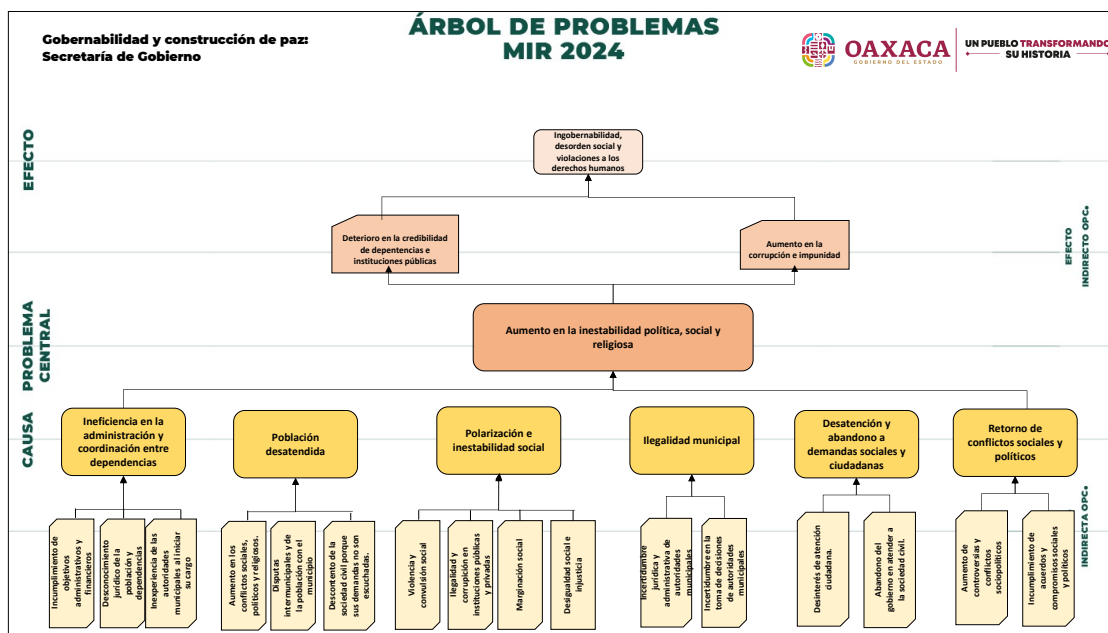 Gobernabilidad y construcción de paz:
Secretaría de Gobierno
ÁRBOL DE PROBLEMAS
MIR 2024
OAXACA
GOBIERNO DEL ESTADO
UN PUEBLO TRANSFORMANDO
SU HISTORIA
EFECTO
Ingobernabilidad,
desorden social y
violaciones a los
derechos humanos
EFECTO
INDIRECTO OPC.
Deterioro en la credibilidad
de depentencias e
instituciones públicas
Aumento en la
corrupción e impunidad
PROBLEMA
CENTRAL
Aumento en la inestabilidad política, social y
religiosa
CAUSA
Ineficiencia en la
administración y
coordinación entre
dependencias
Población
desatendida
Polarización e
inestabilidad social
Ilegalidad municipal
Desatención y
abandono a
demandas sociales y
ciudadanas
Retorno de
conflictos sociales y
políticos
INDIRECTA OPC.
Incumplimiento de
objetivos
administrativos y
financieros
Desconocimiento
jurídico de la
población y
dependencias
Inexperiencia de las
autoridades
municipales al iniciar
su cargo
Aumento en los
conflictos sociales,
políticos y religiosos.
Disputas
intermunicipales y de
la población con el
municipio
Descontento de la
sociedad civil porque
sus demandas no son
escuchadas.
Violencia y
convulsión social
Ilegalidad y
corrupción en
instituciones públicas
y privadas
Marginación social
Desigualdad social e
injusticia
Incertidumbre
jurídica y
administrativa de
autoridades
municipales
Incertidumbre en la
toma de decisiones
de autoridades
municipales
Desinterés de atención
ciudadana.
Abandono del
gobierno en atender a
la sociedad civil.
Aumento de
controversias y
conflictos
sociopolíticos
Incumplimiento de
acuerdos y
compromisos sociales
y políticos